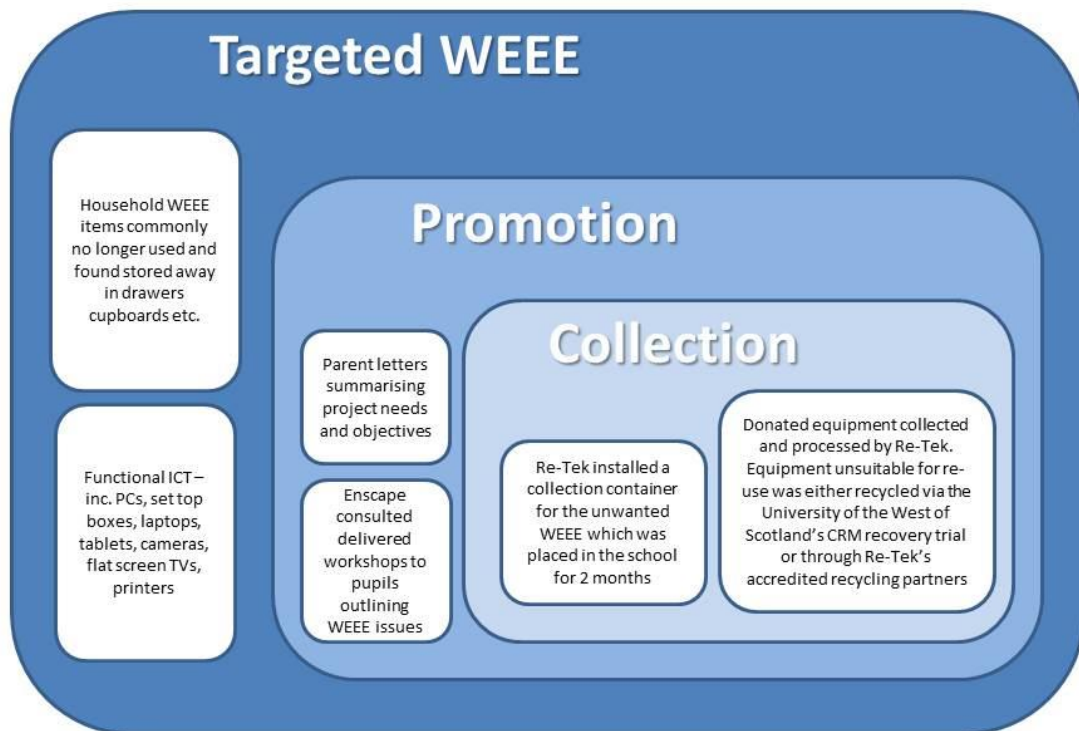 Targeted WEEE
Household WEEE
items commonly
no longer used and
found stored away
in drawers
cupboards etc.
Functional ICT –
inc. PCs, set top
boxes, laptops,
tablets, cameras,
flat screen TVs,
printers
Promotion
Parent letters
summarising
project needs
and objectives
Enscape
consulted
delivered
workshops to
pupils
outlining
WEEE issues
Collection
Re-Tek installed a
collection container
for the unwanted
WEEE which was
placed in the school
for 2 months
Donated equipment collected
and processed by Re-Tek.
Equipment unsuitable for re-
use was either recycled via the
University of the West of
Scotland's CRM recovery trial
or through Re-Tek's
accredited recycling partners